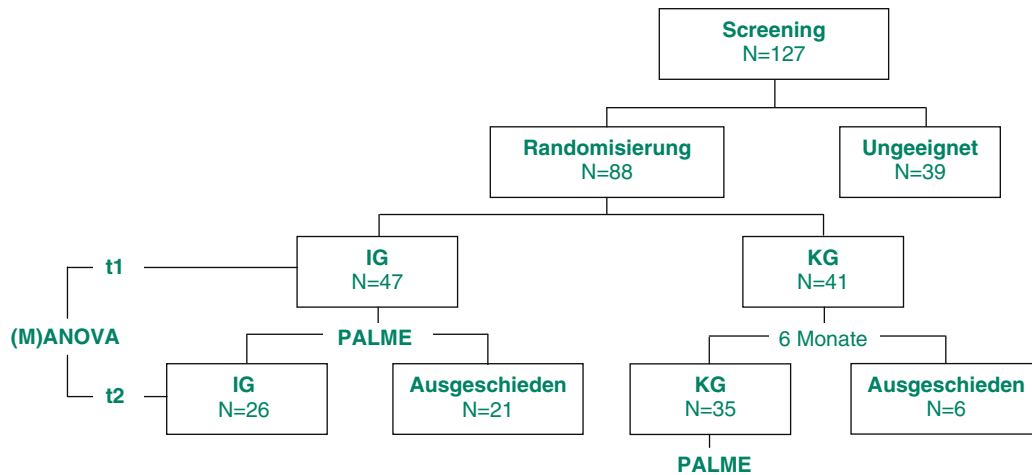 Screening
N=127
Randomisierung
N=88
Ungeeignet
N=39
t1
IG
N=47
KG
N=41
(M)ANOVA
PALME
6 Monate
t2
IG
N=26
Ausgeschieden
N=21
KG
N=35
Ausgeschieden
N=6
PALME